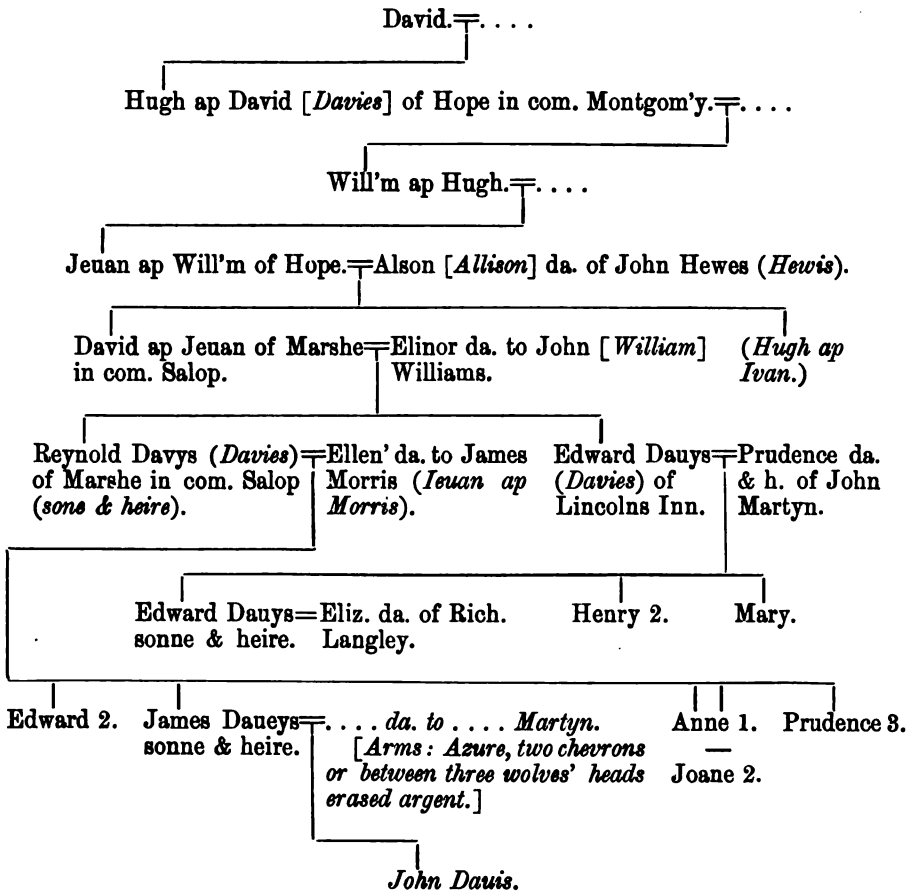 David.=. . . .
Hugh ap David [Davies] of Hope in com. Montgom'y.=. . . .
Will'm ap Hugh.=. . . .
Jeuan ap Will'm of Hope.=Alson [Allison] da. of John Hewes (Hewis).
David ap Jeuan of Marshe=Elinor da. to John [William] (Hugh ap
in com. Salop. Williams. Ivan.)
Reynold Davys (Davies)=Ellen' da. to James Edward Dauys=Prudence da.
of Marshe in com. Salop Morris (Ieuan ap (Davies) of & h. of John
(sone & heire). Morris). Lincolns Inn. Martyn.
Edward Dauys=Eliz. da. of Rich. Henry 2. Mary.
sonne & heire. Langley.
Edward 2. James Daueys=. . . . da. to . . . . Martyn. Anne 1. Prudence 3.
sonne & heire. [Arms: Azure, two chevrons —
or between three wolves' heads Joane 2.
erased argent.]
John Dauis.